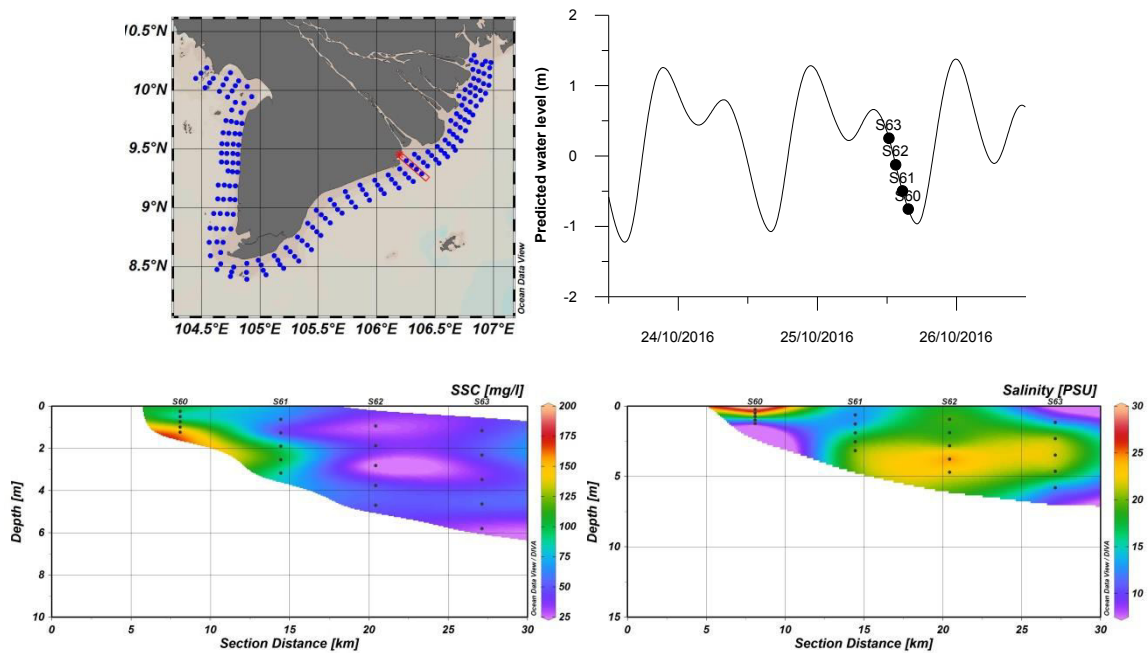 10.5°N
10°N
9.5°N
9°N
8.5°N
104.5°E 105°E 105.5°E 106°E 106.5°E 107°E
Ocean Data View
2
1
0
-1
-2
Predicted water level (m)
S63
S62
S61
S60
24/10/2016 25/10/2016 26/10/2016
SSC [mg/l]
S60 S61 S62 S63
0
2
4
6
8
10
Depth [m]
0 5 10 15 20 25 30
Section Distance [km]
200
175
150
125
100
75
50
25
Ocean Data View / DIVA
Salinity [PSU]
S60 S61 S62 S63
0
5
10
15
Depth [m]
0 5 10 15 20 25 30
Section Distance [km]
30
25
20
15
10
Ocean Data View / DIVA